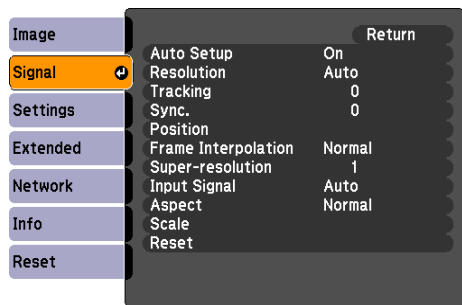 Image
Signal
Settings
Extended
Network
Info
Reset
Return
Auto Setup On
Resolution Auto
Tracking 0
Sync. 0
Position
Frame Interpolation Normal
Super-resolution 1
Input Signal Auto
Aspect Normal
Scale
Reset